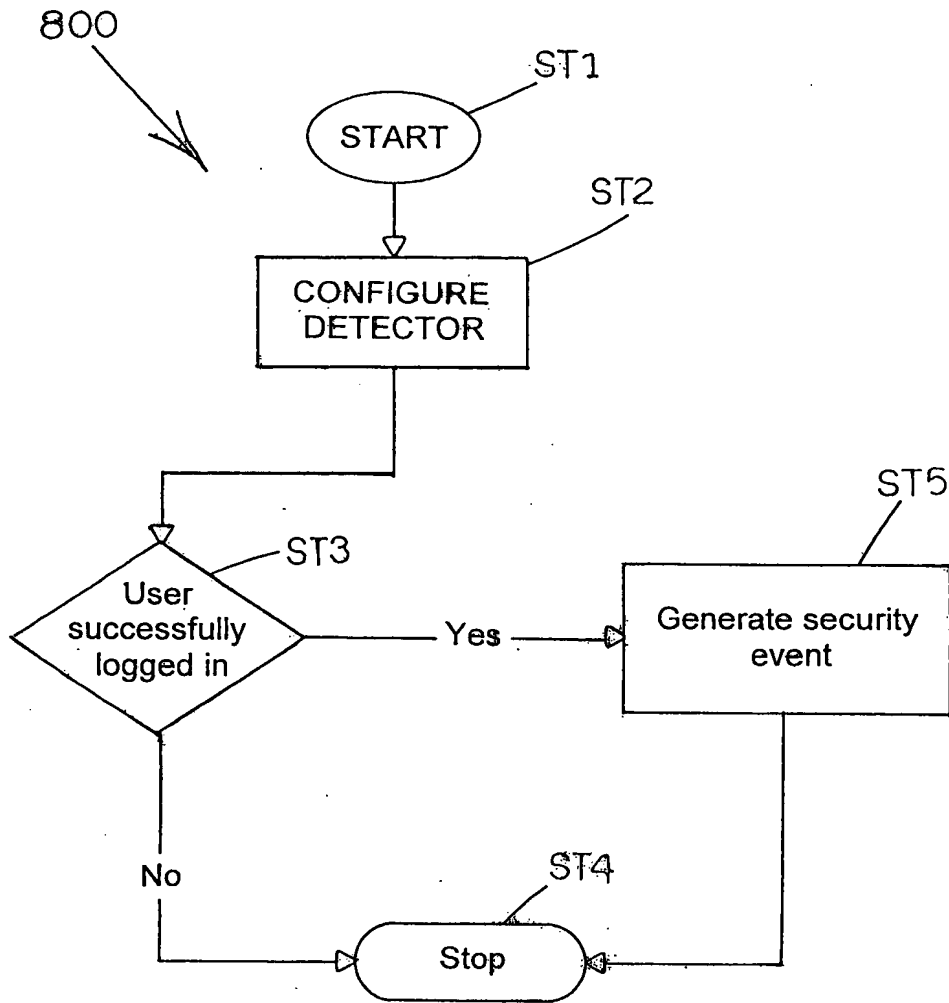 800
ST1
START
ST2
CONFIGURE
DETECTOR
ST3
ST5
User
successfully
logged in
Yes
Generate security
event
No
ST4
Stop